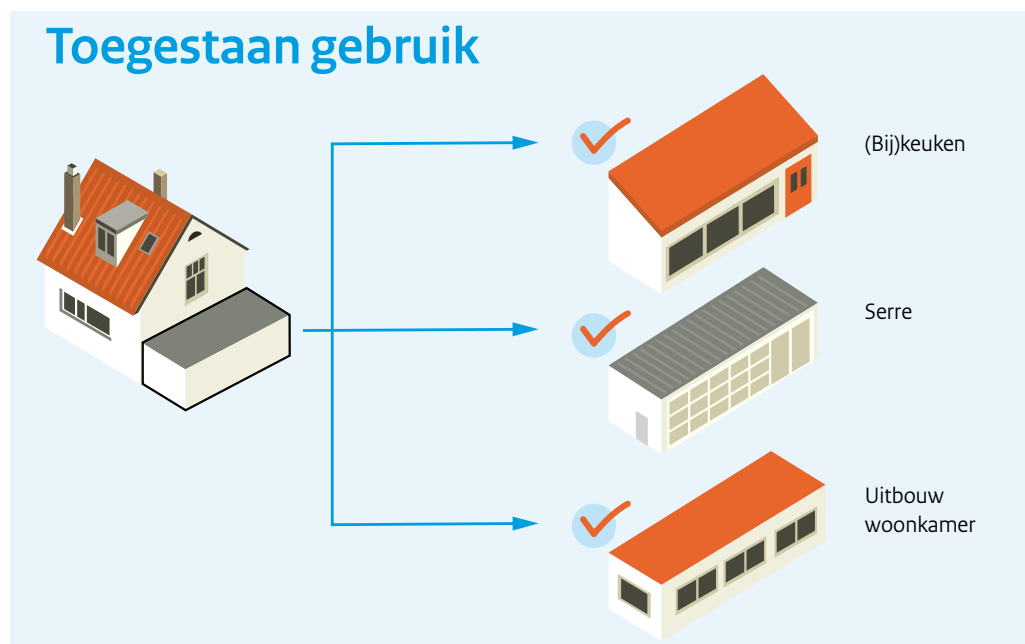 Toegestaan gebruik
(Bij)keuken
Serre
Uitbouw
woonkamer